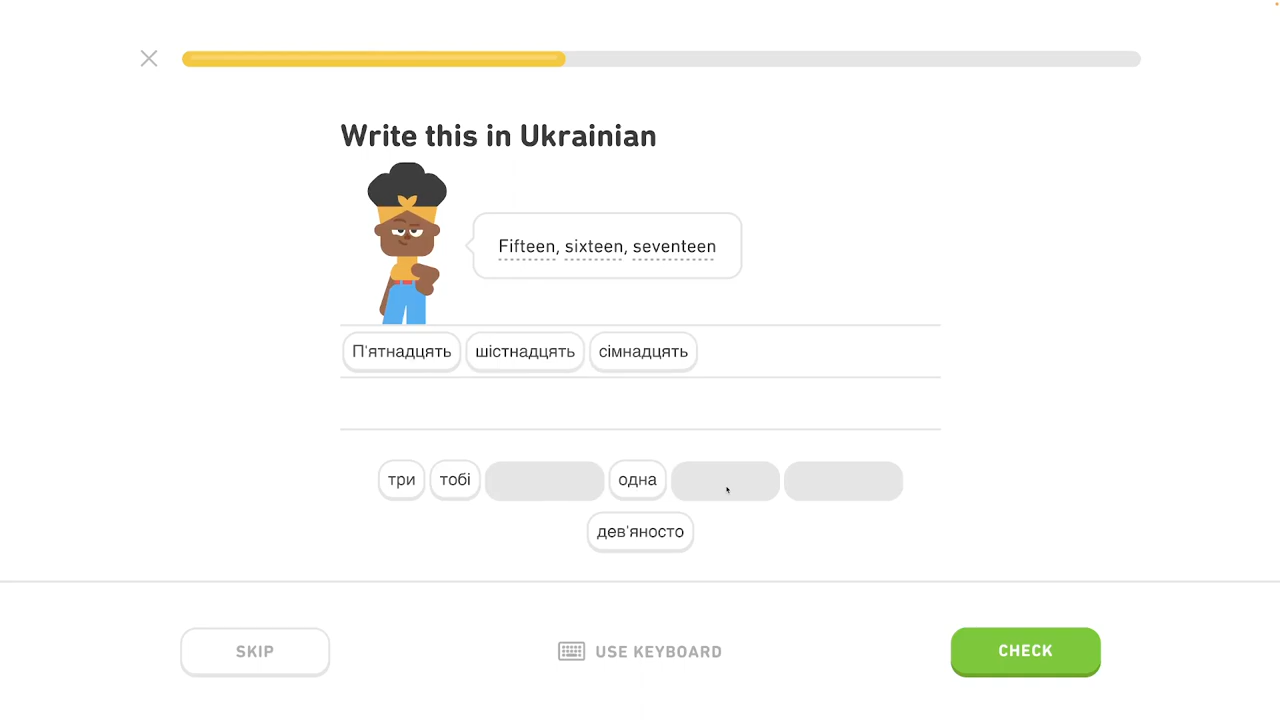 Write this in Ukrainian
Fifteen, sixteen, seventeen
П'ятнадцять шістнадцять сімнадцять
три тобі одна
дев'яносто
SKIP USE KEYBOARD CHECK